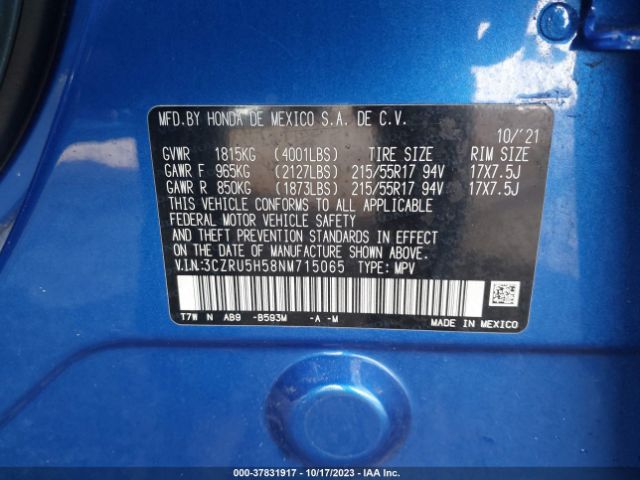 MFD.BY HONDA DE MEXICO S.A. DE C.V.
10/'21
GVWR 1815KG (4001LBS) TIRE SIZE RIM SIZE
GAWR F 965KG (2127LBS) 215/55R17 94V 17X7.5J
GAWR R 850KG (1873LBS) 215/55R17 94V 17X7.5J
THIS VEHICLE CONFORMS TO ALL APPLICABLE
FEDERAL MOTOR VEHICLE SAFETY
AND THEFT PREVENTION STANDARDS IN EFFECT
ON THE DATE OF MANUFACTURE SHOWN ABOVE.
V.I.N:3CZRU5H58NM715065 TYPE: MPV
T7W N AB9 -B593M -A -M MADE IN MEXICO
000-37831917 - 10/17/2023 - IAA Inc.